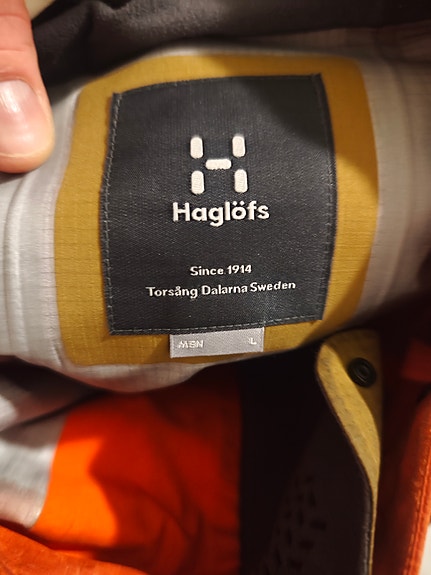 Haglöfs
Since 1914
Torsång Dalarna Sweden
MEN L